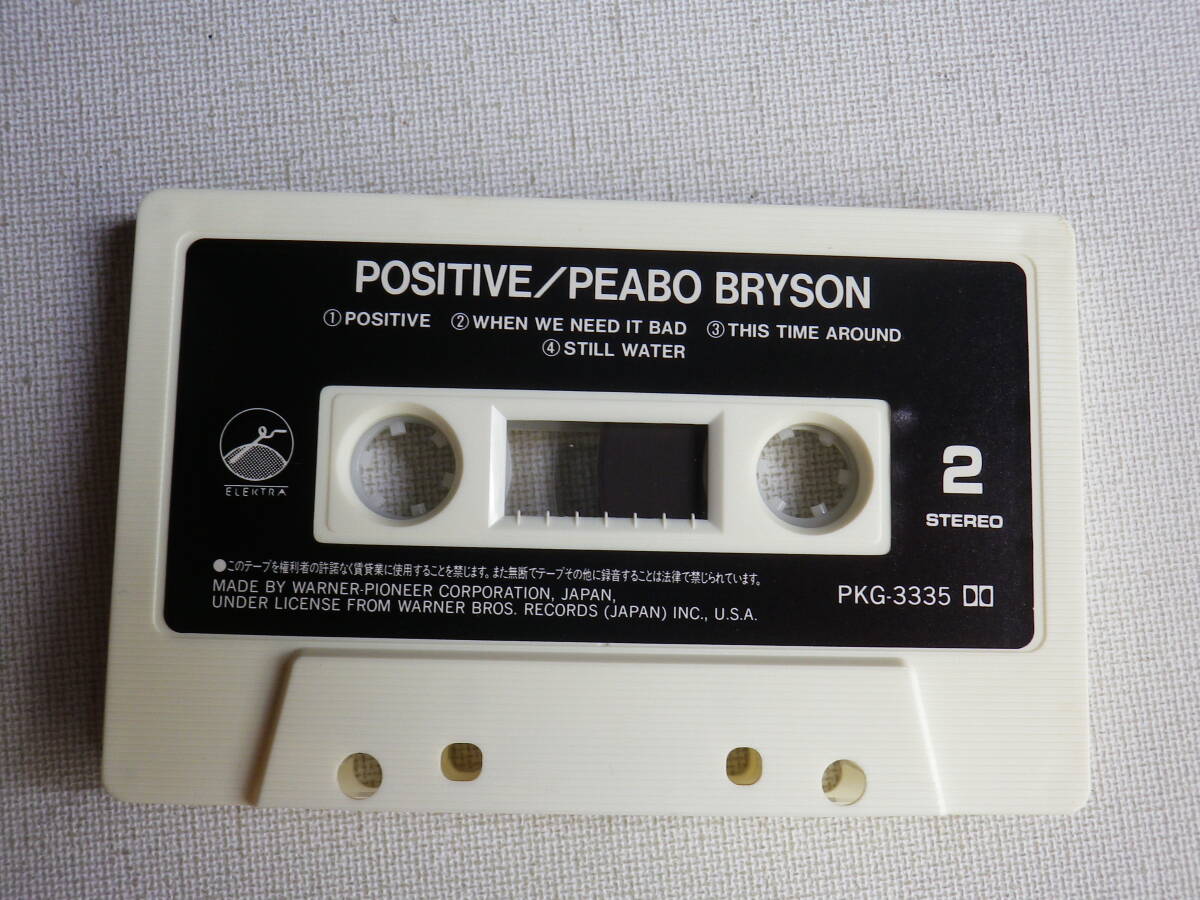 POSITIVE/PEABO BRYSON
①POSITIVE ②WHEN WE NEED IT BAD ③THIS TIME AROUND
④STILL WATER
ELEKTRA
2
STEREO
●このテープを権利者の許諾なく賃貸業に使用することを禁じます。また無断でテープその他に録音することは法律で禁じられています。
MADE BY WARNER-PIONEER CORPORATION, JAPAN,
UNDER LICENSE FROM WARNER BROS. RECORDS (JAPAN) INC., U.S.A.
PKG-3335